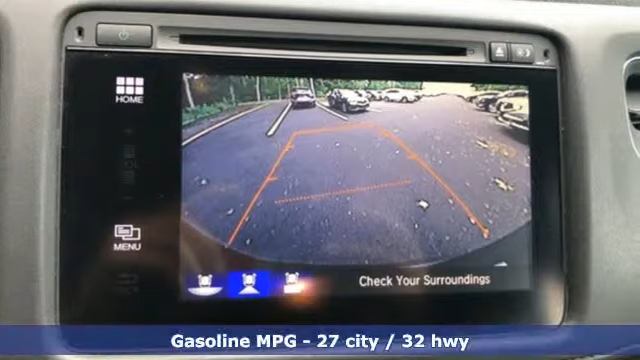 HOME
MENU
Check Your Surroundings
Gasoline MPG - 27 city / 32 hwy